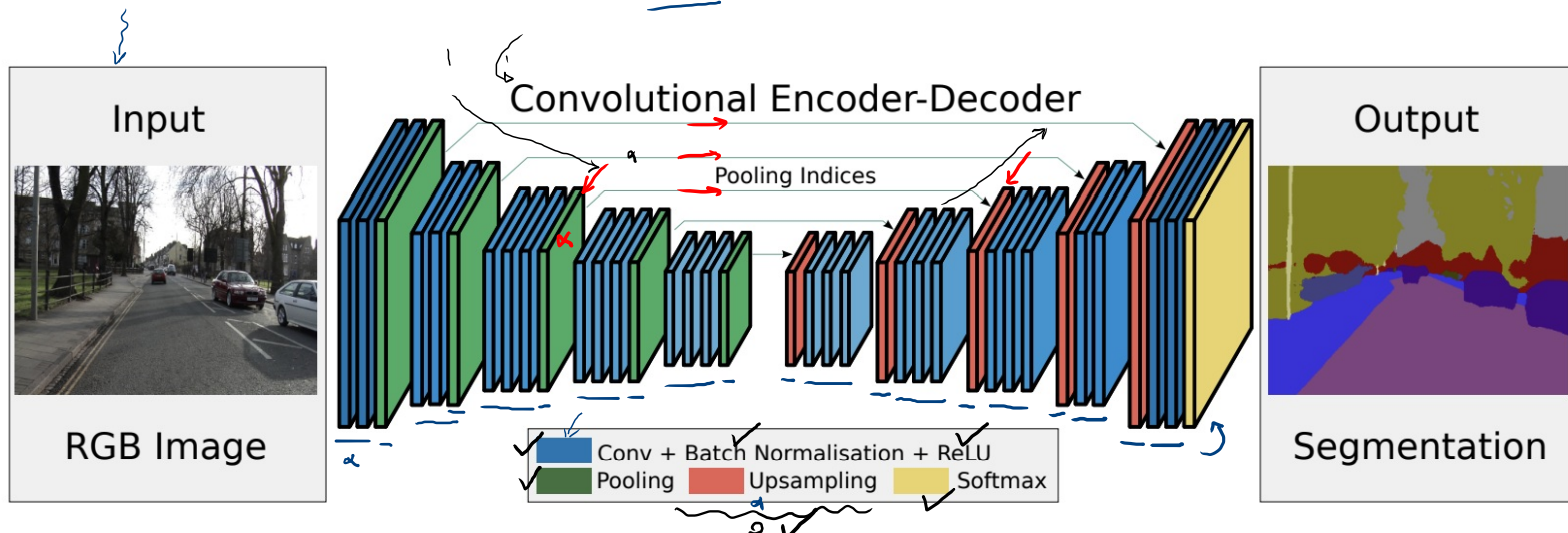 Input
RGB Image
Convolutional Encoder-Decoder
Pooling Indices
Conv + Batch Normalisation + ReLU
Pooling Upsampling Softmax
Output
Segmentation